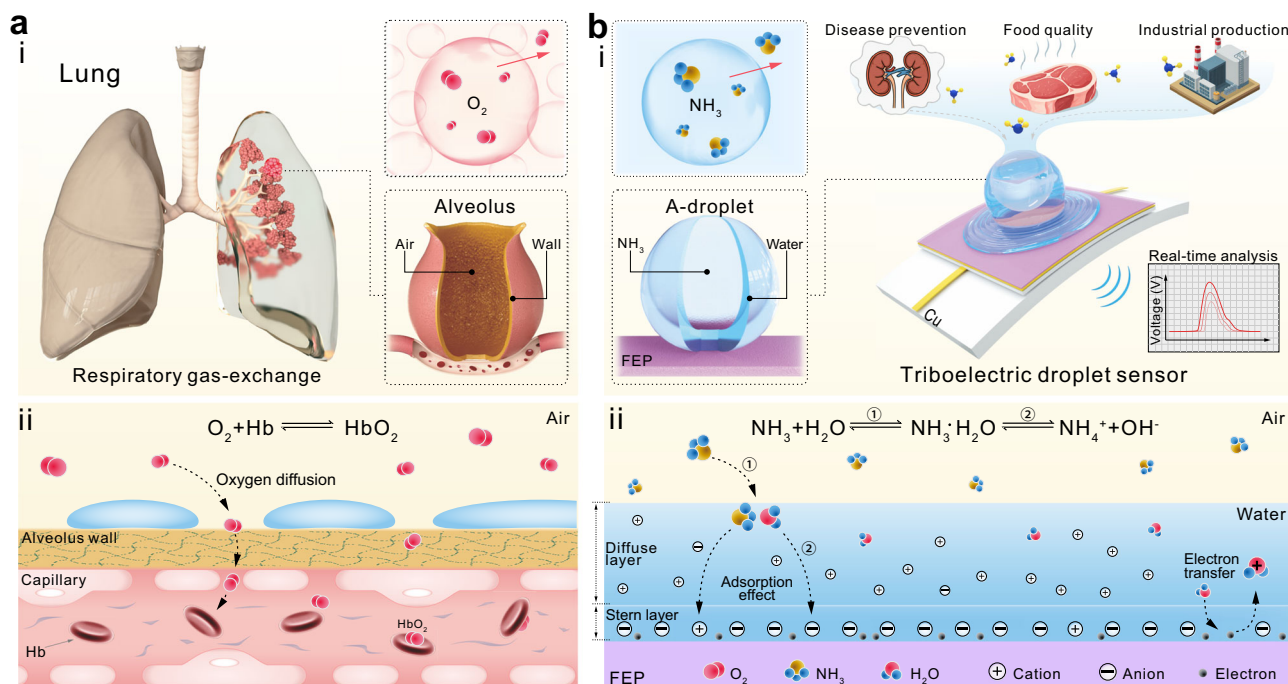 a
i
Lung
O₂
Alveolus
Air
Wall
Respiratory gas-exchange
ii
O₂+Hb ⇌ HbO₂
Air
Oxygen diffusion
Alveolus wall
Capillary
HbO₂
Hb
b
i
NH₃
A-droplet
NH₃
Water
FEP
Disease prevention
Food quality
Industrial production
Cu
Real-time analysis
Voltage (V)
Triboelectric droplet sensor
ii
NH₃+H₂O ⇌ NH₃·H₂O ⇌ NH₄⁺+OH⁻
① ②
Air
①
Water
Diffuse
layer
②
Adsorption
effect
Electron
transfer
Stern layer
FEP
O₂
NH₃
H₂O
Cation
Anion
Electron